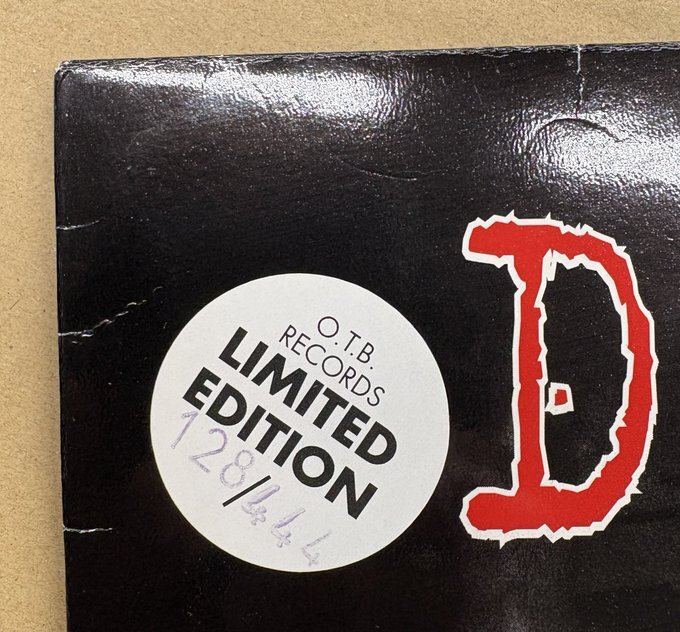 O.T.B.
RECORDS
LIMITED
EDITION
128/444
D